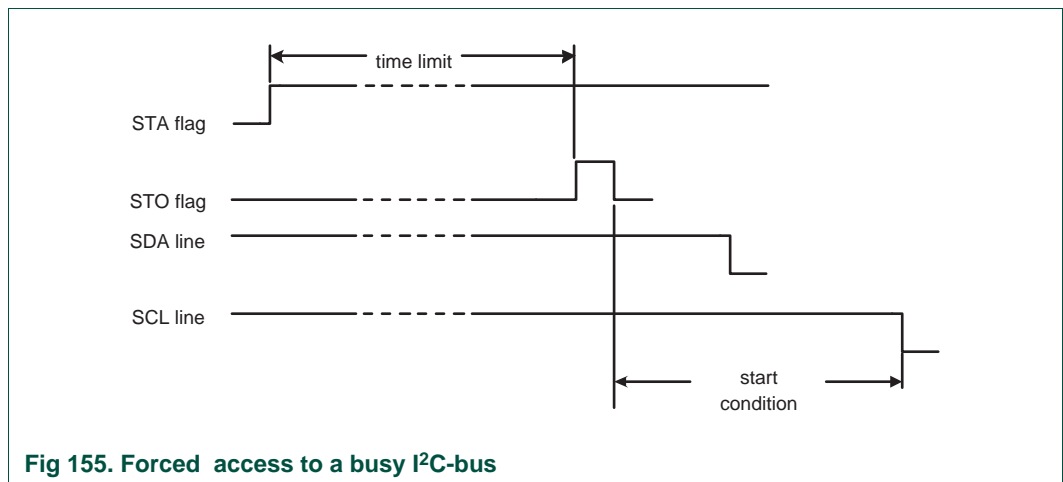 time limit
STA flag
STO flag
SDA line
SCL line
start
condition
Fig 155. Forced access to a busy I²C-bus